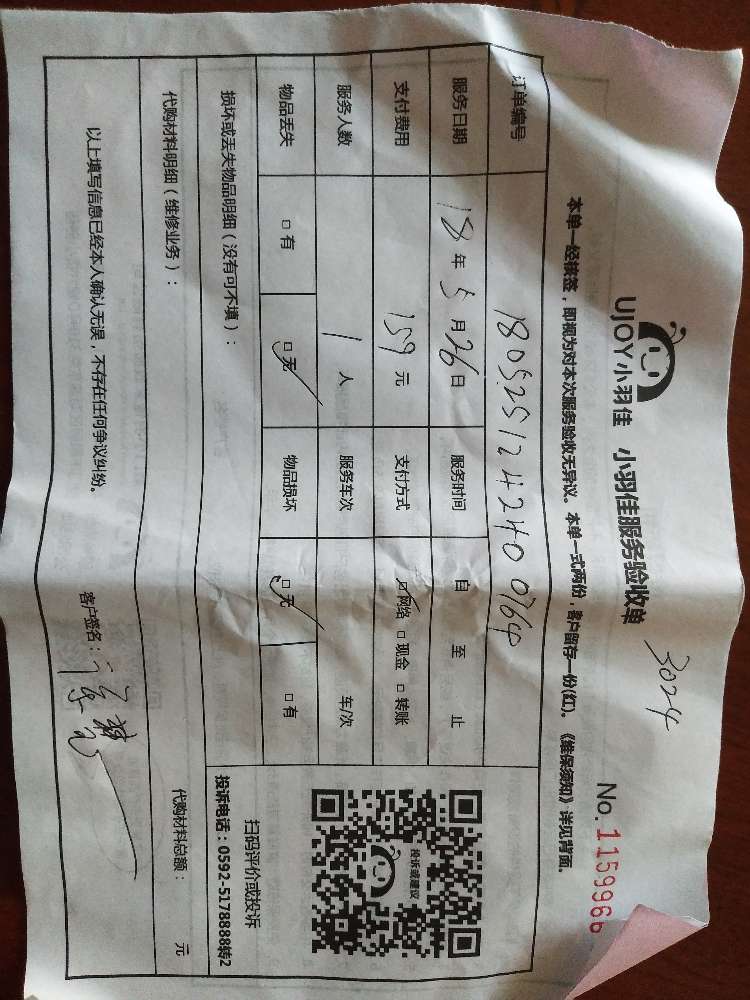 UJOY小羽佳 小羽佳服务验收单
3024
No. 1159966
本单一经核签，即视为对本次服务验收无异议。本单一式两份，客户留存一份(红)。《维保须知》详见背面。
订单编号 180525124240 0764
服务日期 18 年 5 月 26 日 服务时间 自 至 止
支付费用 159 元 支付方式 ☑网络 □现金 □转账
服务人数 1 人 服务车次 车/次
物品丢失 □有 ☑无 物品损坏 ☑无 □有
损坏或丢失物品明细（没有可不填）：
投诉或建议
扫码评价或投诉
投诉电话：0592-5178888转2
代购材料明细（维修业务）：
代购材料总额： 元
以上填写信息已经本人确认无误，不存在任何争议纠纷。
客户签名：